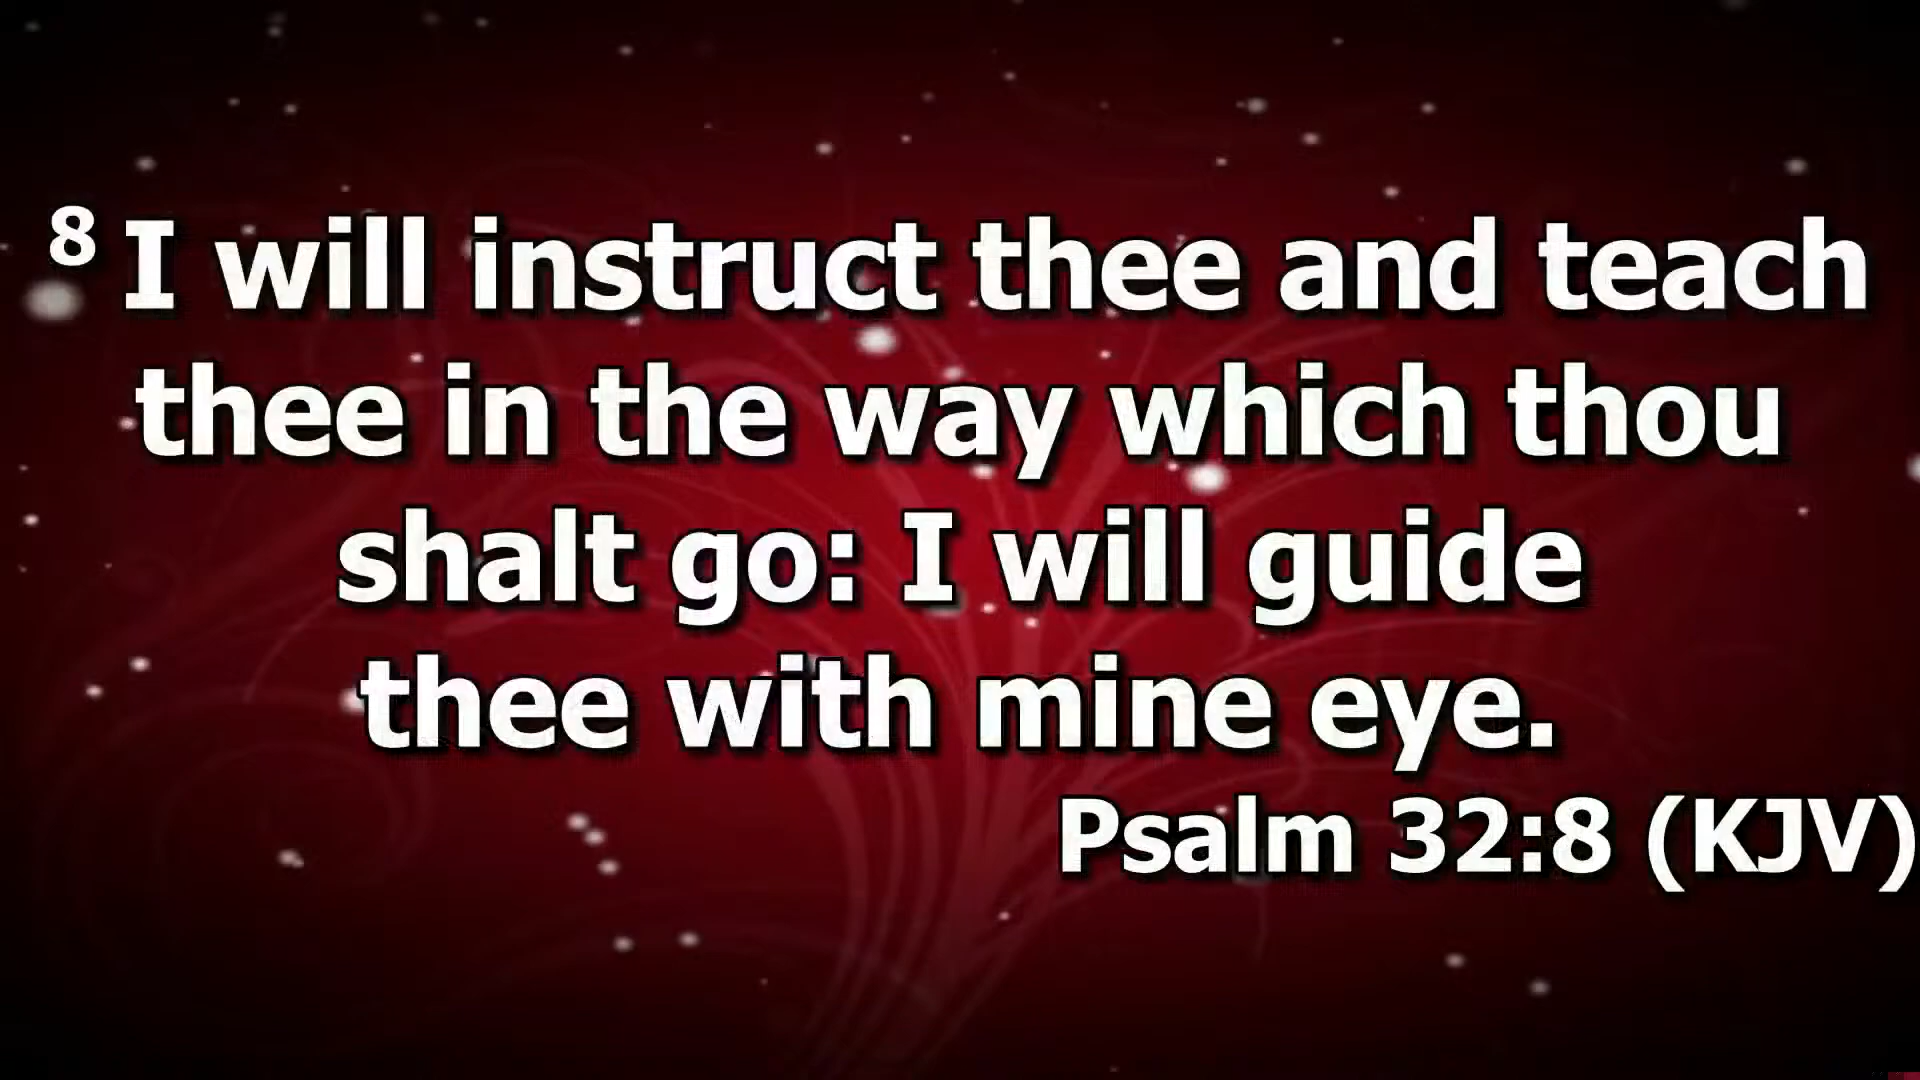 8 I will instruct thee and teach
thee in the way which thou
shalt go: I will guide
thee with mine eye.
Psalm 32:8 (KJV)